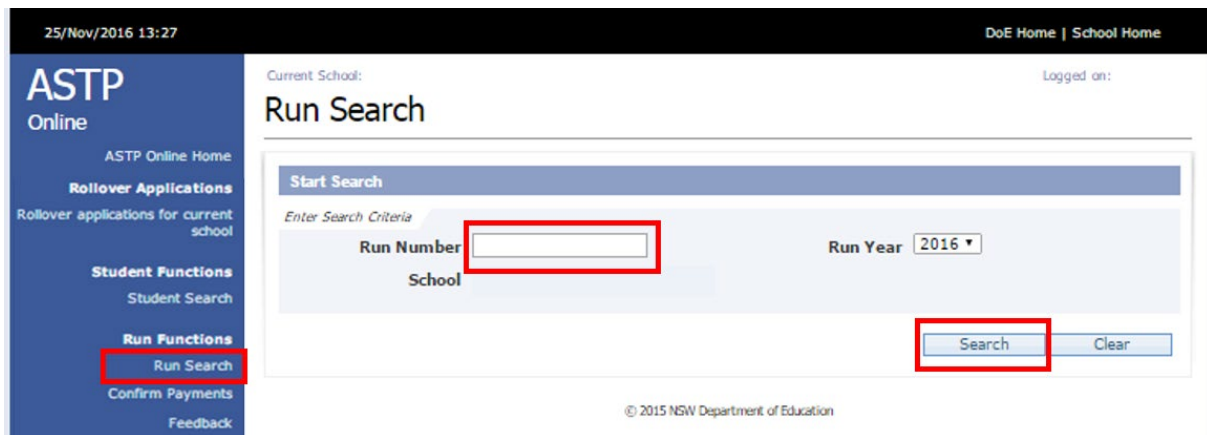 25/Nov/2016 13:27
DoE Home | School Home
ASTP
Online
ASTP Online Home
Rollover Applications
Rollover applications for current
school
Student Functions
Student Search
Run Functions
Run Search
Confirm Payments
Feedback
Current School:
Logged on:
Run Search
Start Search
Enter Search Criteria
Run Number
Run Year 2016
School
Search
Clear
© 2015 NSW Department of Education